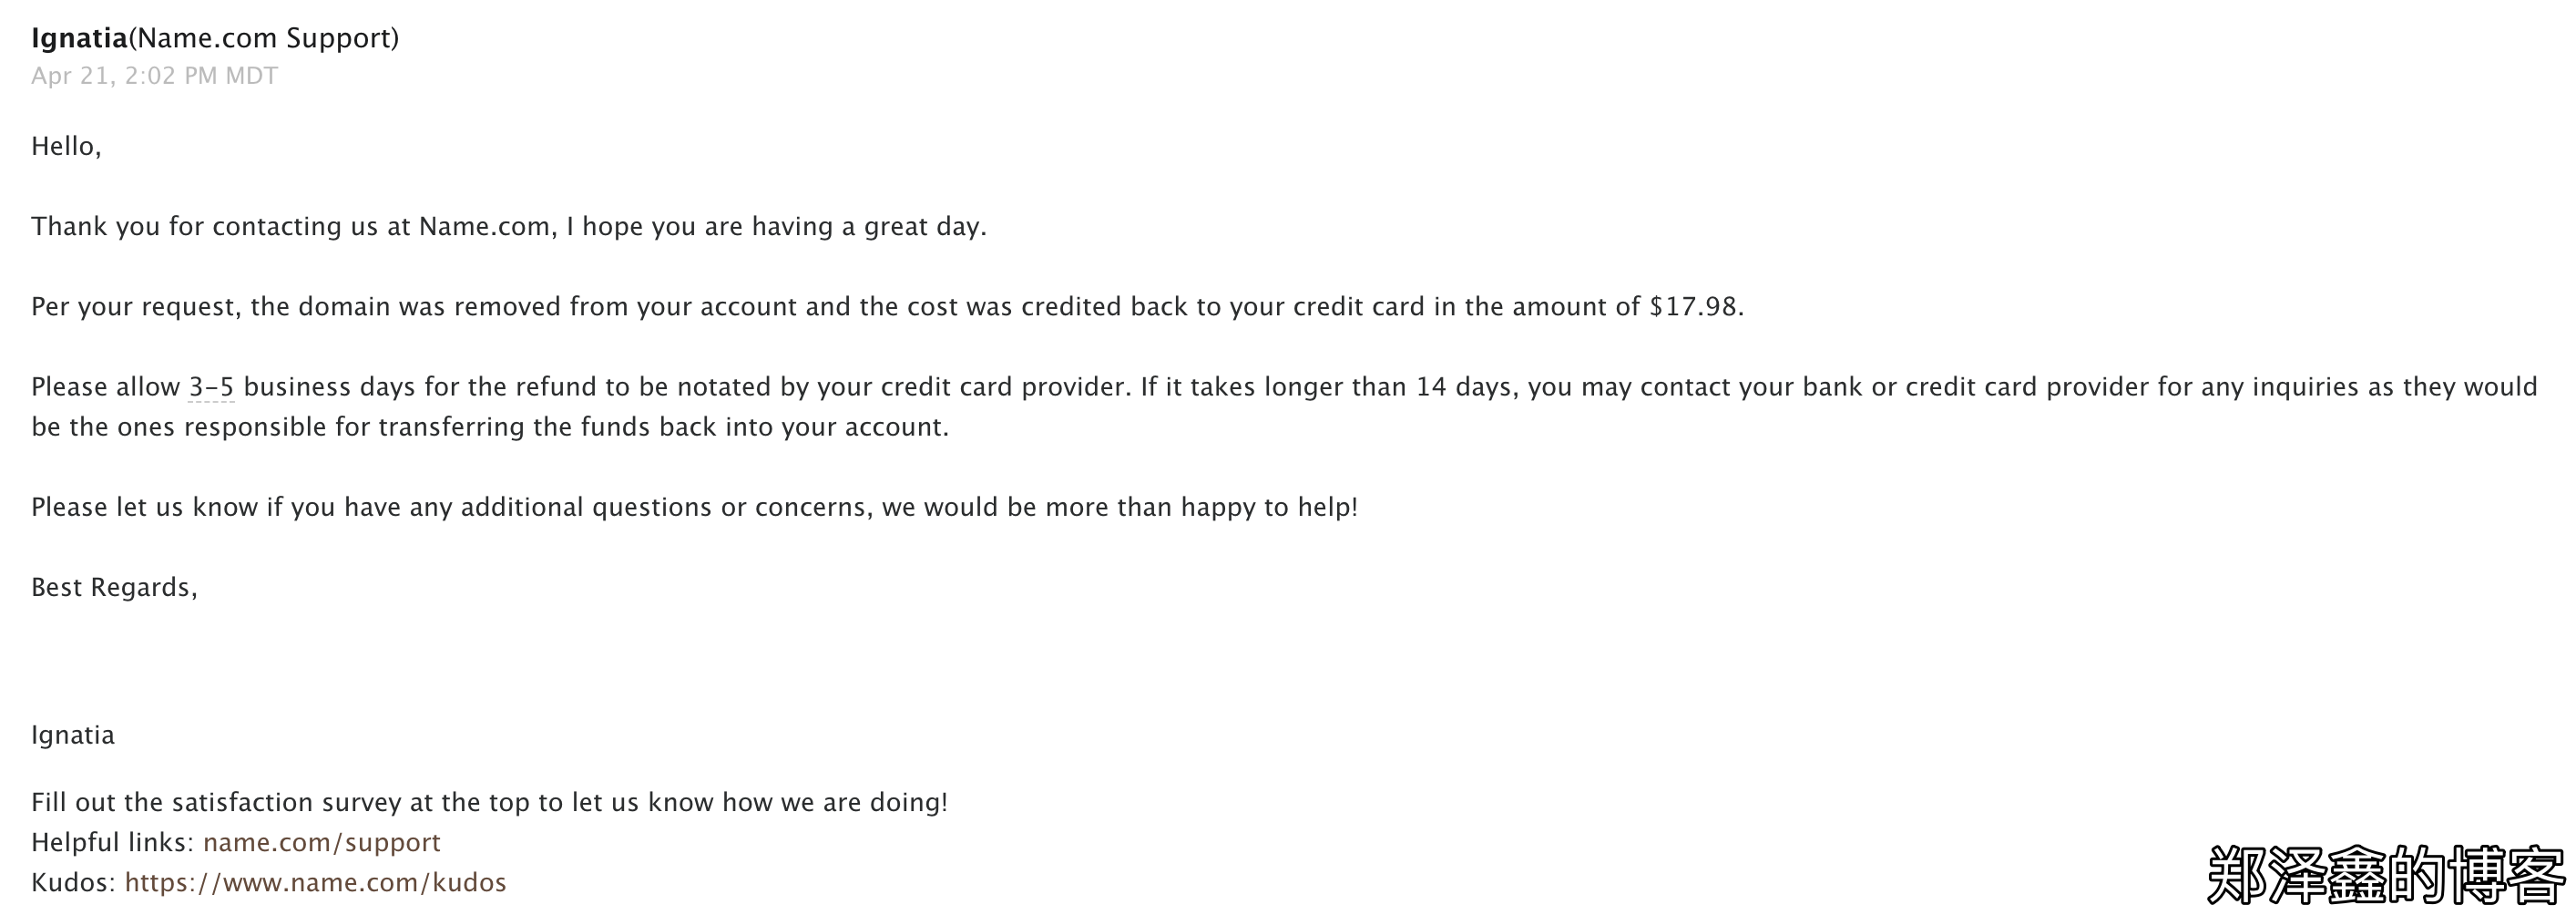 Ignatia(Name.com Support)
Apr 21, 2:02 PM MDT
Hello,
Thank you for contacting us at Name.com, I hope you are having a great day.
Per your request, the domain was removed from your account and the cost was credited back to your credit card in the amount of $17.98.
Please allow 3–5 business days for the refund to be notated by your credit card provider. If it takes longer than 14 days, you may contact your bank or credit card provider for any inquiries as they would
be the ones responsible for transferring the funds back into your account.
Please let us know if you have any additional questions or concerns, we would be more than happy to help!
Best Regards,
Ignatia
Fill out the satisfaction survey at the top to let us know how we are doing!
Helpful links: name.com/support
Kudos: https://www.name.com/kudos
郑泽鑫的博客